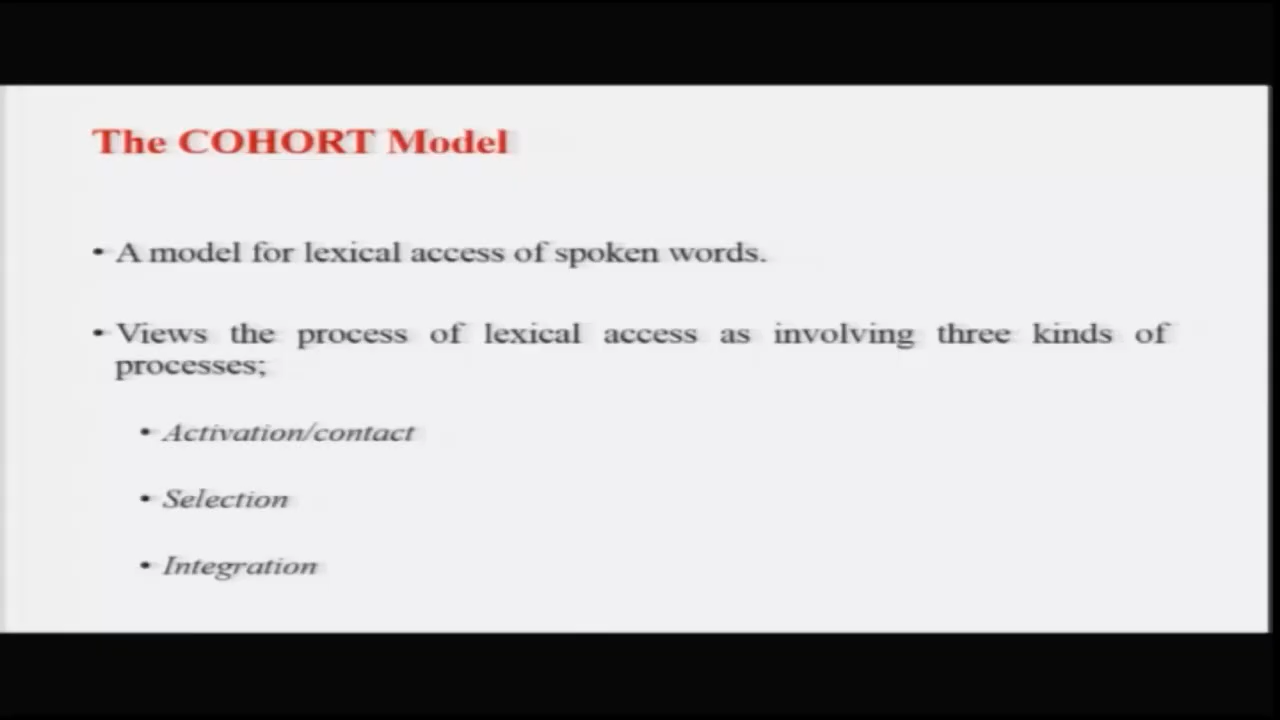 The COHORT Model
• A model for lexical access of spoken words.
• Views the process of lexical access as involving three kinds of
processes;
• Activation/contact
• Selection
• Integration